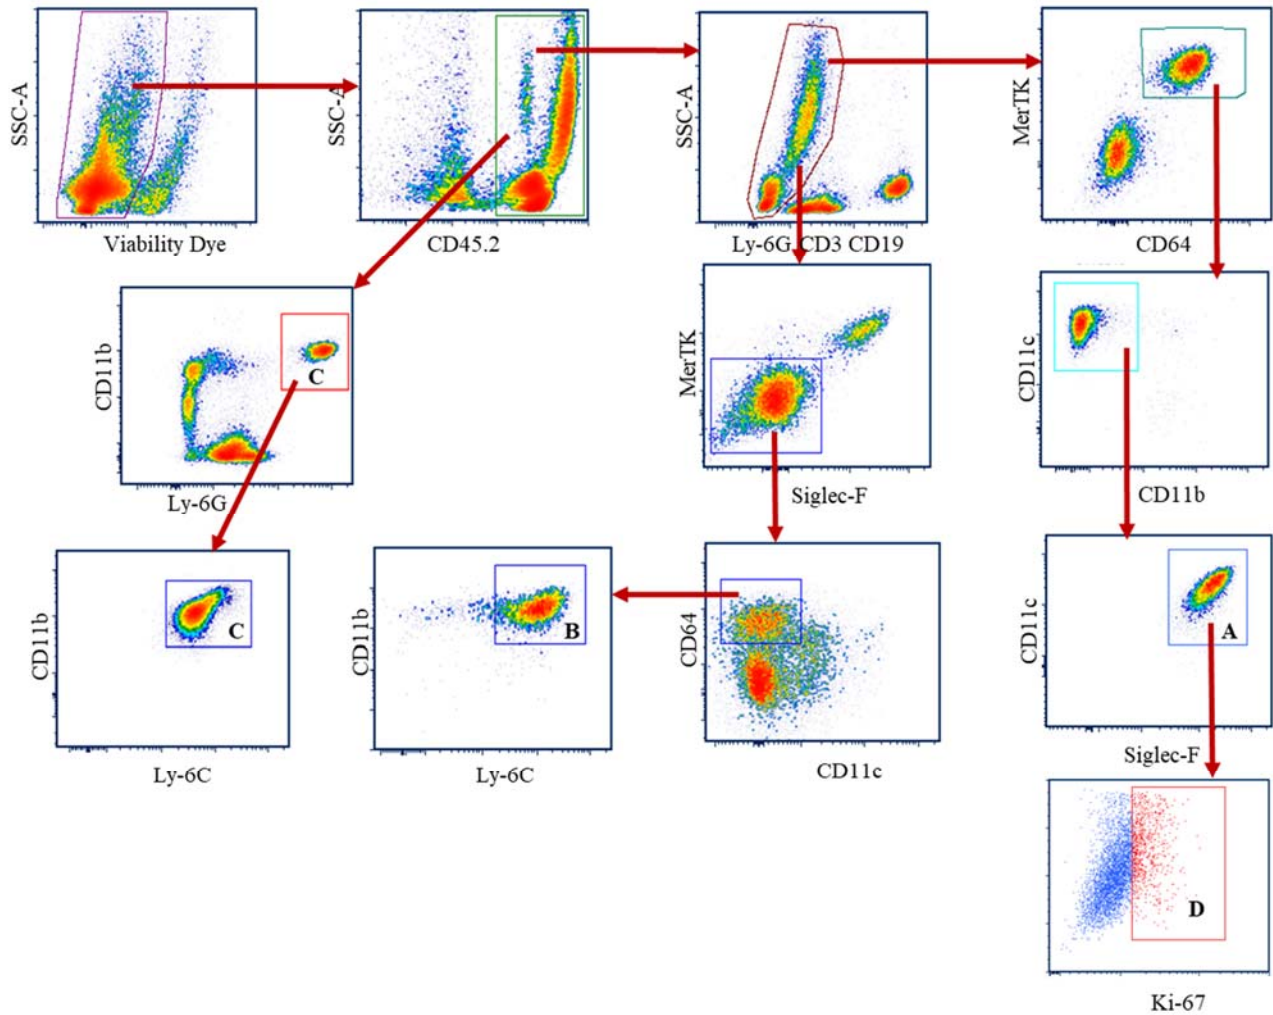 SSC-A
Viability Dye
SSC-A
CD45.2
SSC-A
Ly-6G CD3 CD19
MerTK
CD64
CD11b
C
Ly-6G
MerTK
Siglec-F
CD11c
CD11b
CD11b
C
Ly-6C
CD11b
B
Ly-6C
CD64
CD11c
CD11c
A
Siglec-F
D
Ki-67